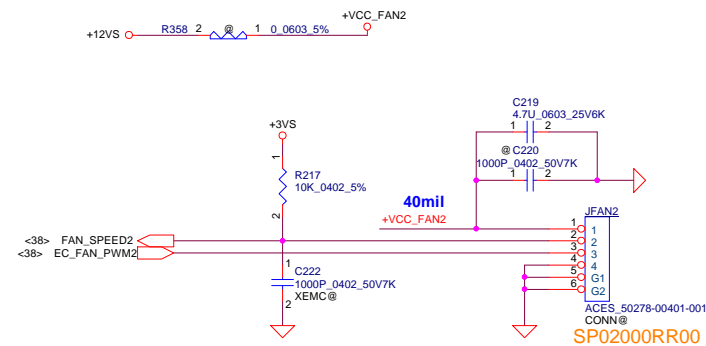 +VCC_FAN2
+12VS
R358 2 @ 1 0_0603_5%
C219
4.7U_0603_25V6K
1 2
+3VS
@ C220
1000P_0402_50V7K
1 2
1
R217
10K_0402_5%
2
40mil
+VCC_FAN2
JFAN2
1 1
2 2
3 3
4 4
5 G1
6 G2
<38> FAN_SPEED2
<38> EC_FAN_PWM2
1
C222
1000P_0402_50V7K
XEMC@
2
ACES_50278-00401-001
CONN@
SP02000RR00